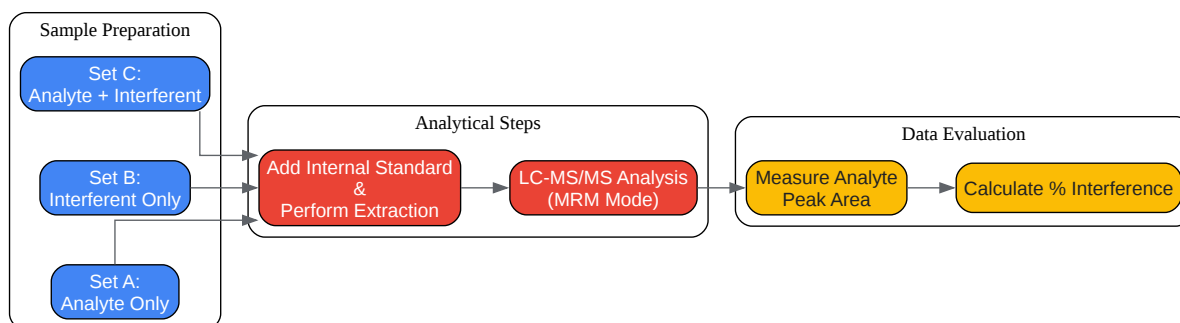 Sample Preparation
Set C:
Analyte + Interferent
Set B:
Interferent Only
Set A:
Analyte Only
Analytical Steps
Add Internal Standard
&
Perform Extraction
LC-MS/MS Analysis
(MRM Mode)
Data Evaluation
Measure Analyte
Peak Area
Calculate % Interference